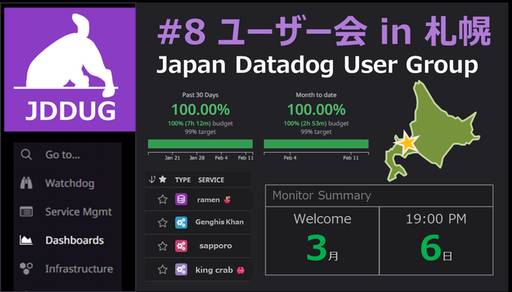 #8 ユーザー会 in 札幌
Japan Datadog User Group
JDDUG
Go to...
Watchdog
Service Mgmt
Dashboards
Infrastructure
Past 30 Days
100.00%
100% (7h 12m) budget
99% target
Jan 21 Jan 28 Feb 4 Feb 11
Month to date
100.00%
100% (2h 53m) budget
99% target
Feb 4 Feb 11
TYPE SERVICE
ramen
Genghis Khan
sapporo
king crab
Monitor Summary
Welcome
3月
19:00 PM
6日